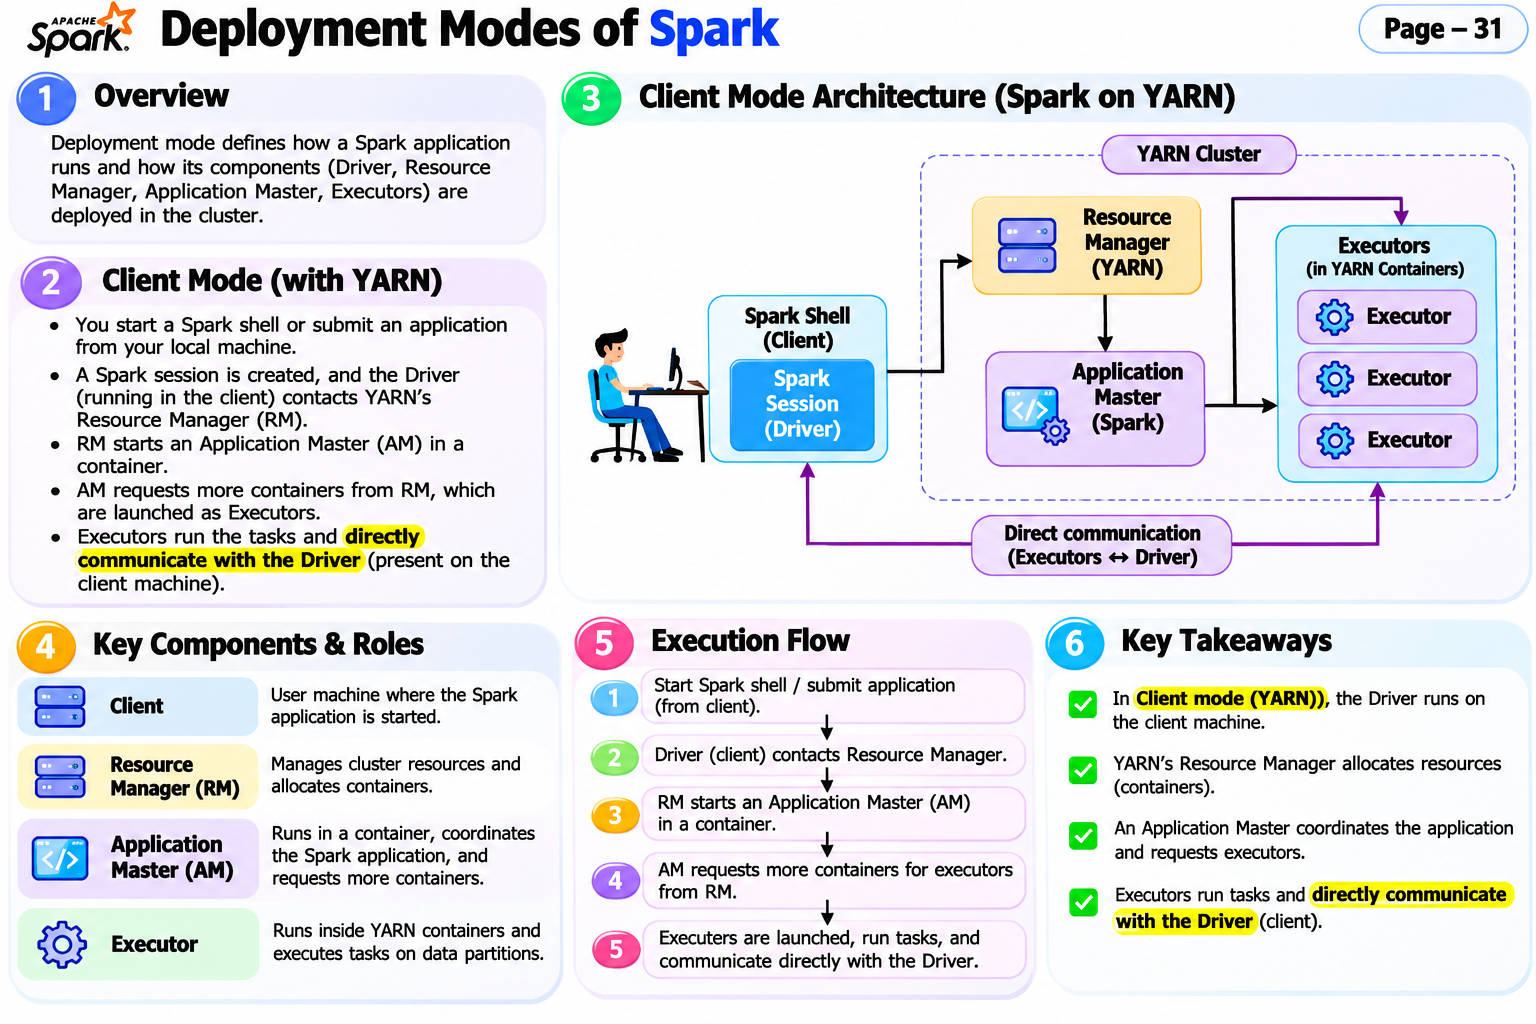 APACHE
Spark
Deployment Modes of Spark
Page – 31
1 Overview
Deployment mode defines how a Spark application
runs and how its components (Driver, Resource
Manager, Application Master, Executors) are
deployed in the cluster.
2 Client Mode (with YARN)
• You start a Spark shell or submit an application
from your local machine.
• A Spark session is created, and the Driver
(running in the client) contacts YARN's
Resource Manager (RM).
• RM starts an Application Master (AM) in a
container.
• AM requests more containers from RM, which
are launched as Executors.
• Executors run the tasks and directly
communicate with the Driver (present on the
client machine).
3 Client Mode Architecture (Spark on YARN)
YARN Cluster
Spark Shell
(Client)
Spark
Session
(Driver)
Resource
Manager
(YARN)
</>
Application
Master
(Spark)
Executors
(in YARN Containers)
Executor
Executor
Executor
Direct communication
(Executors ↔ Driver)
4 Key Components & Roles
Client
User machine where the Spark
application is started.
Resource
Manager (RM)
Manages cluster resources and
allocates containers.
</>
Application
Master (AM)
Runs in a container, coordinates
the Spark application, and
requests more containers.
Executor
Runs inside YARN containers and
executes tasks on data partitions.
5 Execution Flow
1 Start Spark shell / submit application
(from client).
2 Driver (client) contacts Resource Manager.
3 RM starts an Application Master (AM)
in a container.
4 AM requests more containers for executors
from RM.
5 Executers are launched, run tasks, and
communicate directly with the Driver.
6 Key Takeaways
In Client mode (YARN)), the Driver runs on
the client machine.
YARN's Resource Manager allocates resources
(containers).
An Application Master coordinates the application
and requests executors.
Executors run tasks and directly communicate
with the Driver (client).